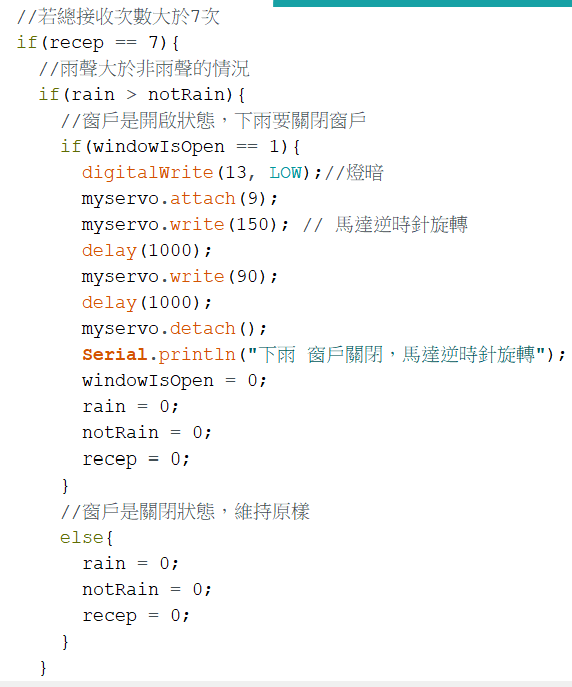 //若總接收次數大於7次
if(recep == 7){
  //雨聲大於非雨聲的情況
  if(rain > notRain){
    //窗戶是開啟狀態，下雨要關閉窗戶
    if(windowIsOpen == 1){
      digitalWrite(13, LOW);//燈暗
      myservo.attach(9);
      myservo.write(150); // 馬達逆時針旋轉
      delay(1000);
      myservo.write(90);
      delay(1000);
      myservo.detach();
      Serial.println("下雨 窗戶關閉，馬達逆時針旋轉");
      windowIsOpen = 0;
      rain = 0;
      notRain = 0;
      recep = 0;
    }
    //窗戶是關閉狀態，維持原樣
    else{
      rain = 0;
      notRain = 0;
      recep = 0;
    }
  }